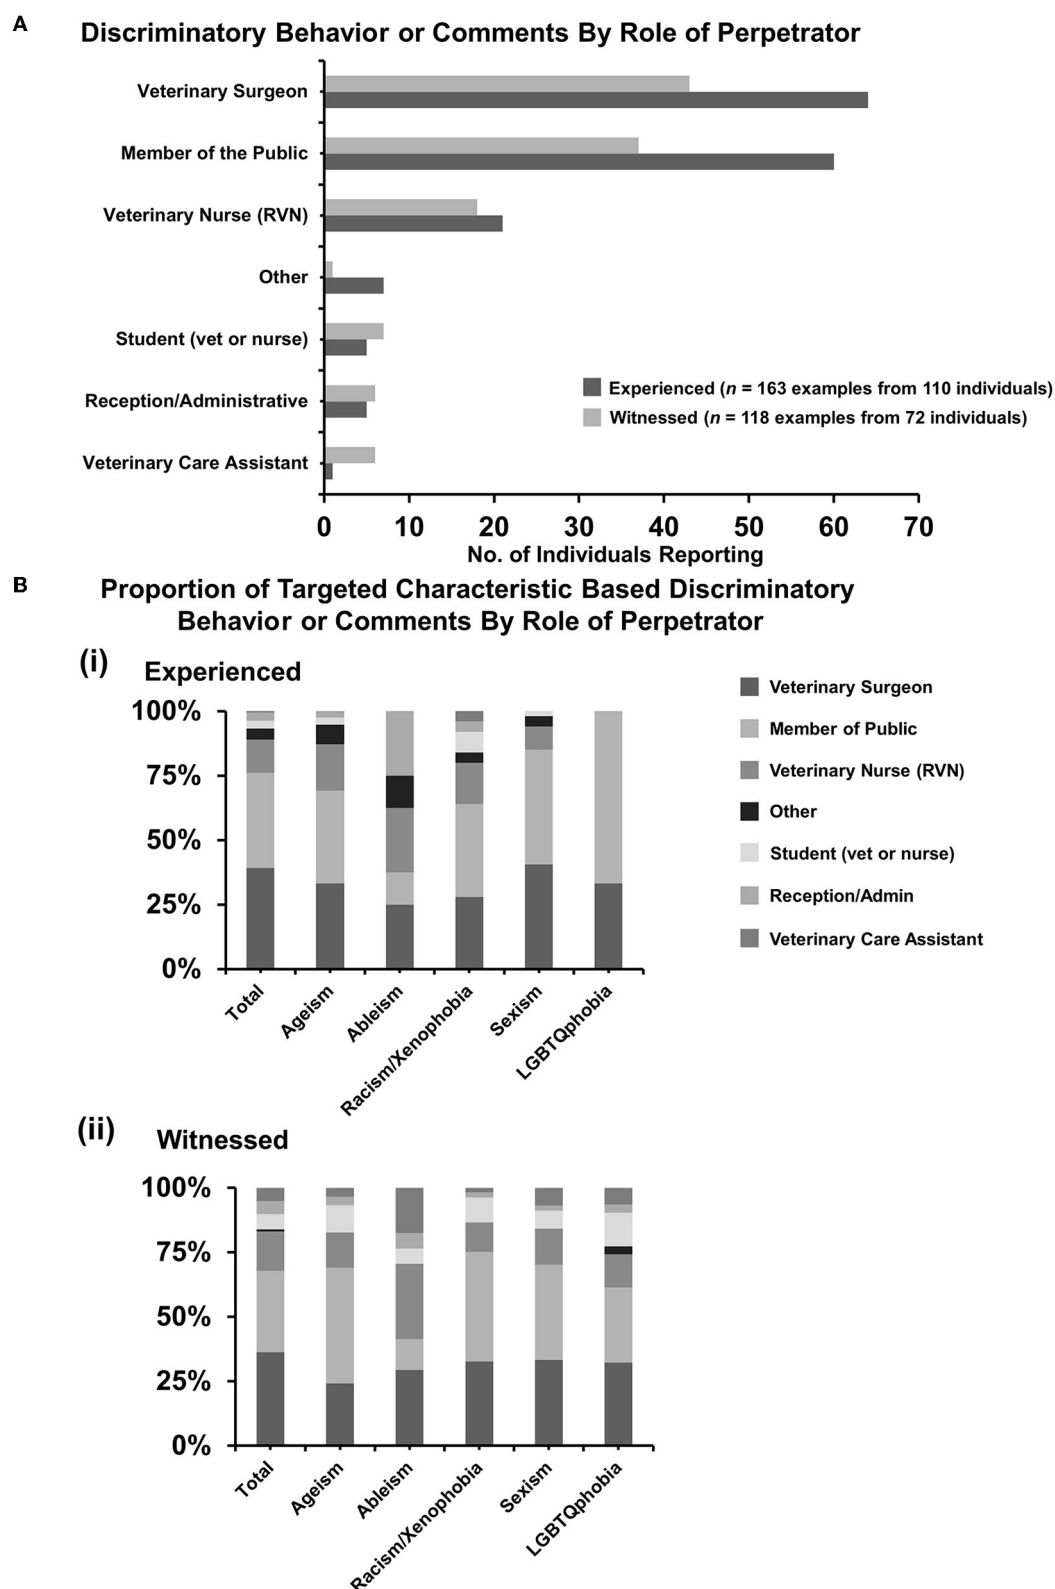 A
Discriminatory Behavior or Comments By Role of Perpetrator
Veterinary Surgeon
Member of the Public
Veterinary Nurse (RVN)
Other
Student (vet or nurse)
Reception/Administrative
Veterinary Care Assistant
Experienced (n = 163 examples from 110 individuals)
Witnessed (n = 118 examples from 72 individuals)
0 10 20 30 40 50 60 70
No. of Individuals Reporting
B
Proportion of Targeted Characteristic Based Discriminatory
Behavior or Comments By Role of Perpetrator
(i)
Experienced
100%
75%
50%
25%
0%
Total
Ageism
Ableism
Racism/Xenophobia
Sexism
LGBTQphobia
Veterinary Surgeon
Member of Public
Veterinary Nurse (RVN)
Other
Student (vet or nurse)
Reception/Admin
Veterinary Care Assistant
(ii)
Witnessed
100%
75%
50%
25%
0%
Total
Ageism
Ableism
Racism/Xenophobia
Sexism
LGBTQphobia